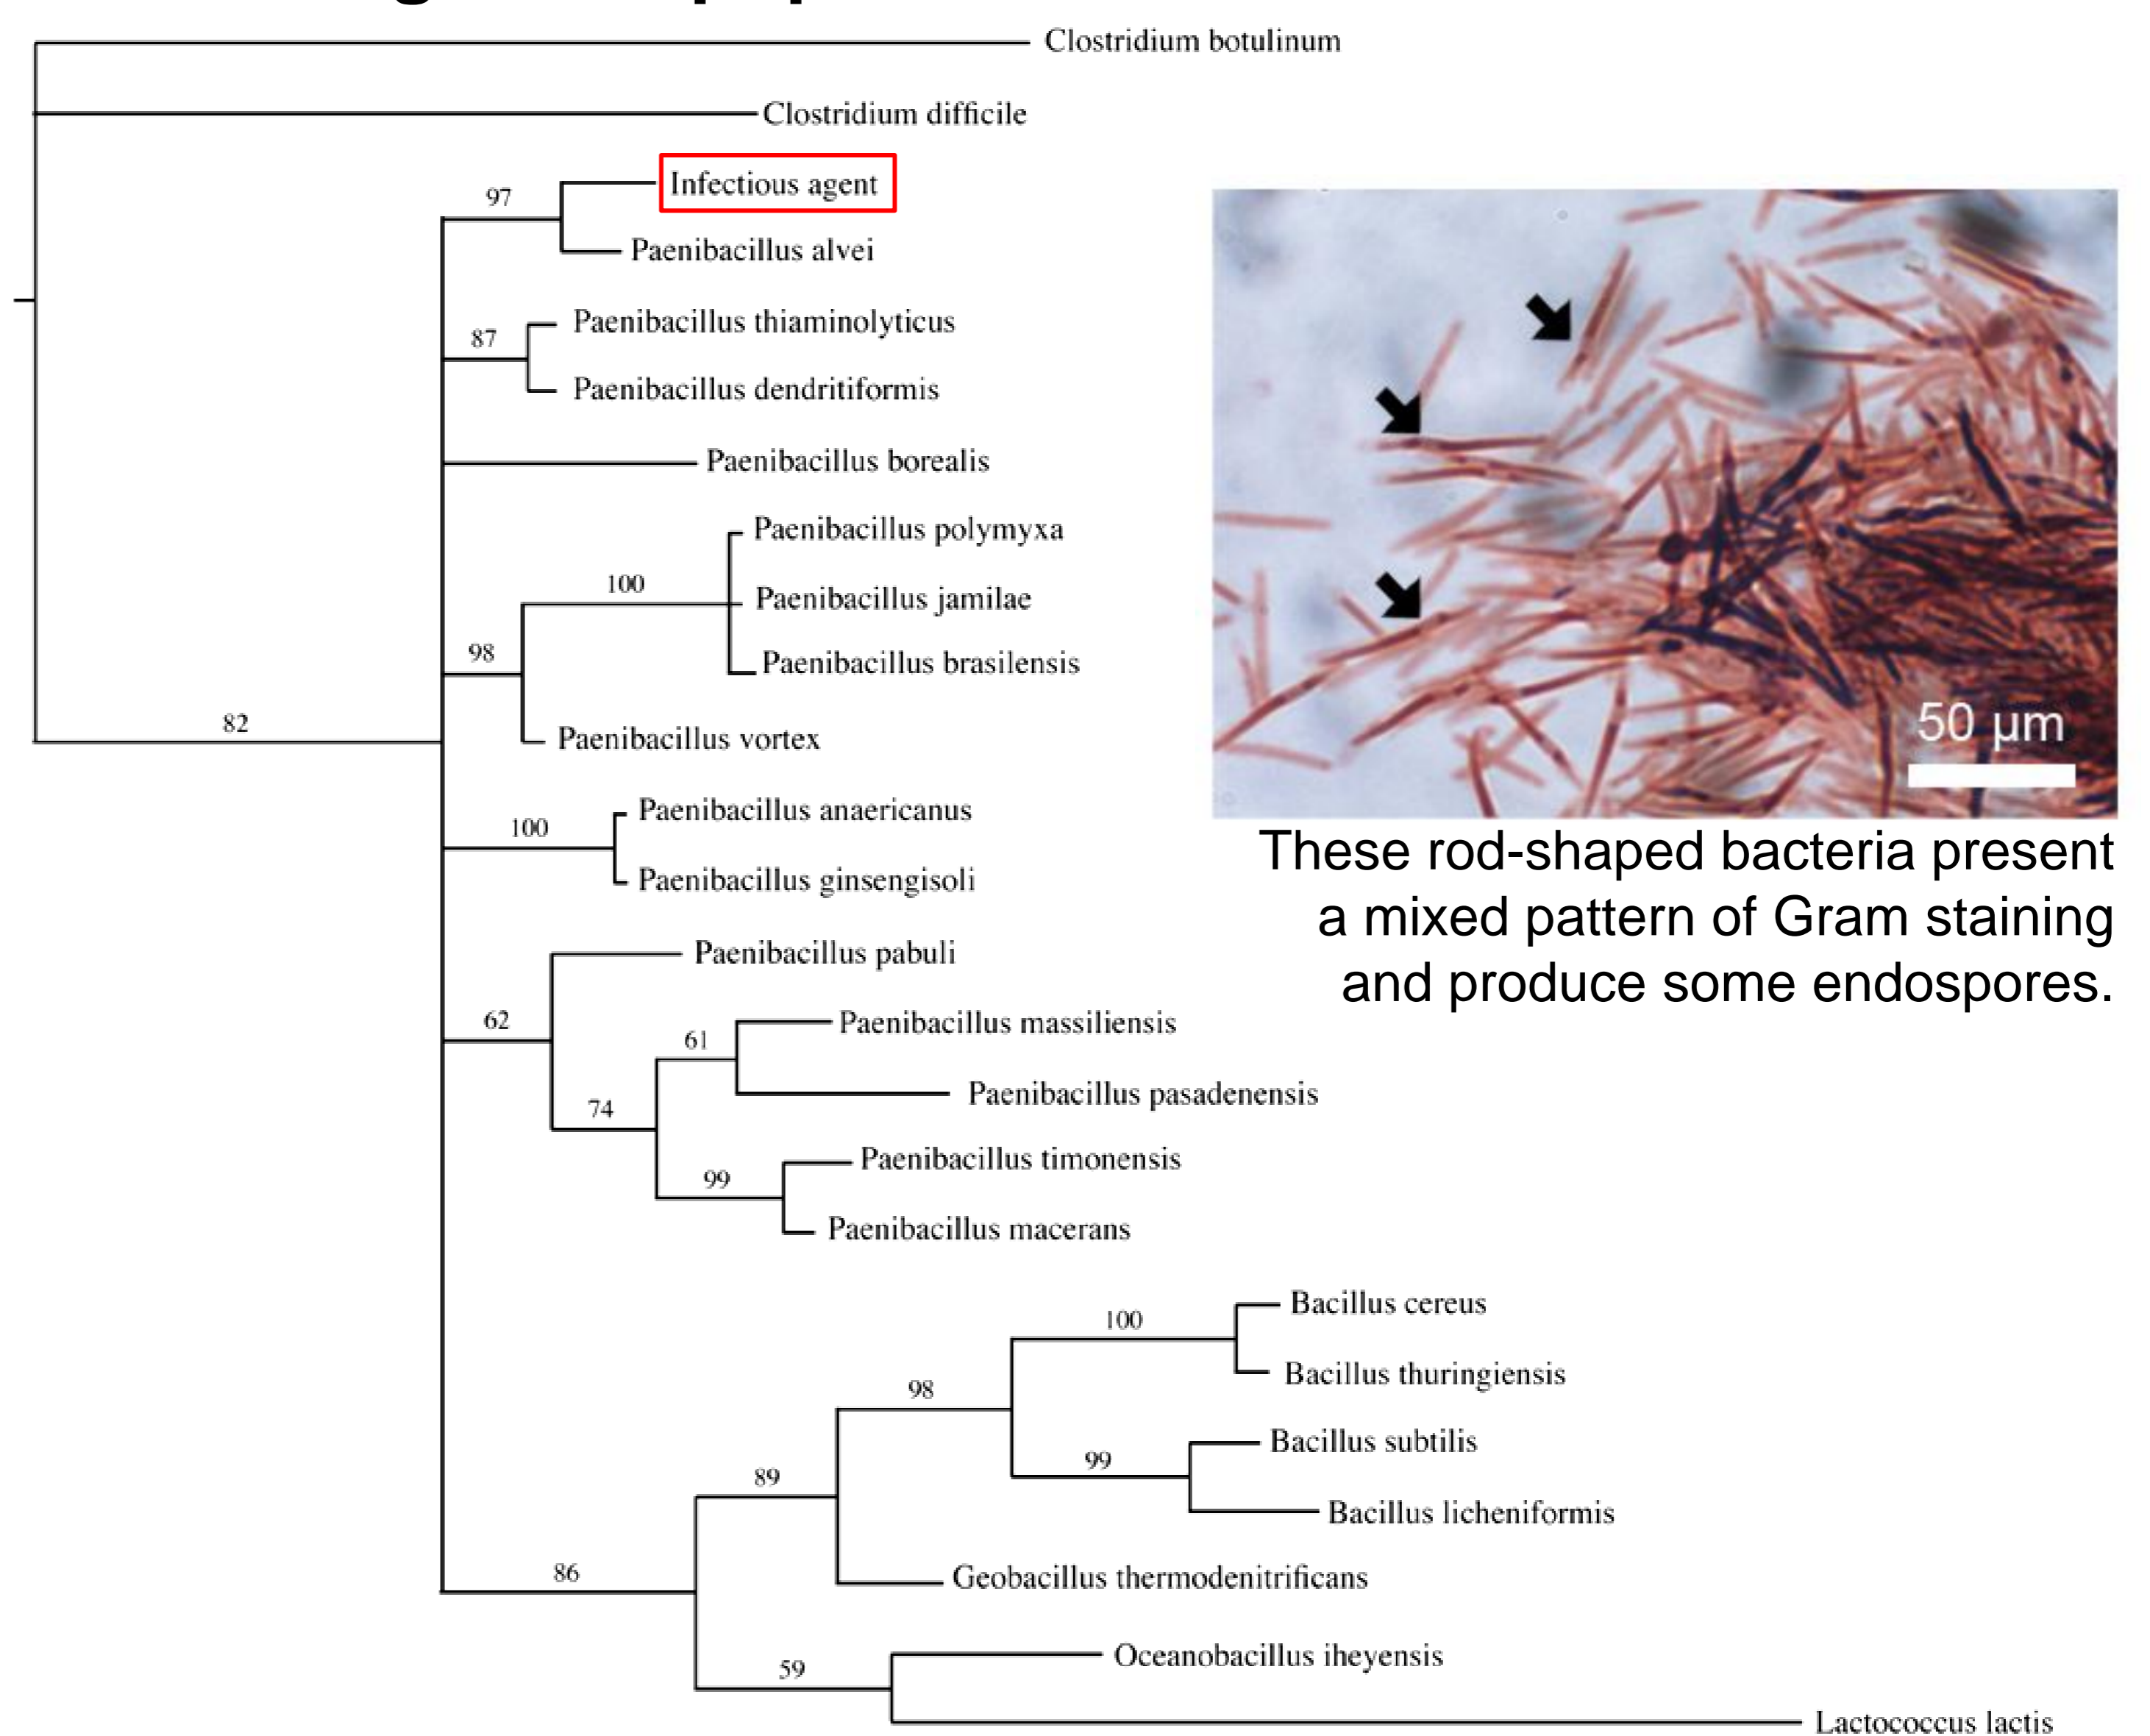 Clostridium botulinum
Clostridium difficile
97
Infectious agent
Paenibacillus alvei
87
Paenibacillus thiaminolyticus
Paenibacillus dendritiformis
Paenibacillus borealis
100
Paenibacillus polymyxa
Paenibacillus jamilae
Paenibacillus brasilensis
98
Paenibacillus vortex
82
100
Paenibacillus anaericanus
Paenibacillus ginsengisoli
62
Paenibacillus pabuli
61
Paenibacillus massiliensis
Paenibacillus pasadenensis
74
99
Paenibacillus timonensis
Paenibacillus macerans
50 µm
These rod-shaped bacteria present
a mixed pattern of Gram staining
and produce some endospores.
100
Bacillus cereus
Bacillus thuringiensis
98
99
Bacillus subtilis
Bacillus licheniformis
89
Geobacillus thermodenitrificans
86
59
Oceanobacillus iheyensis
Lactococcus lactis